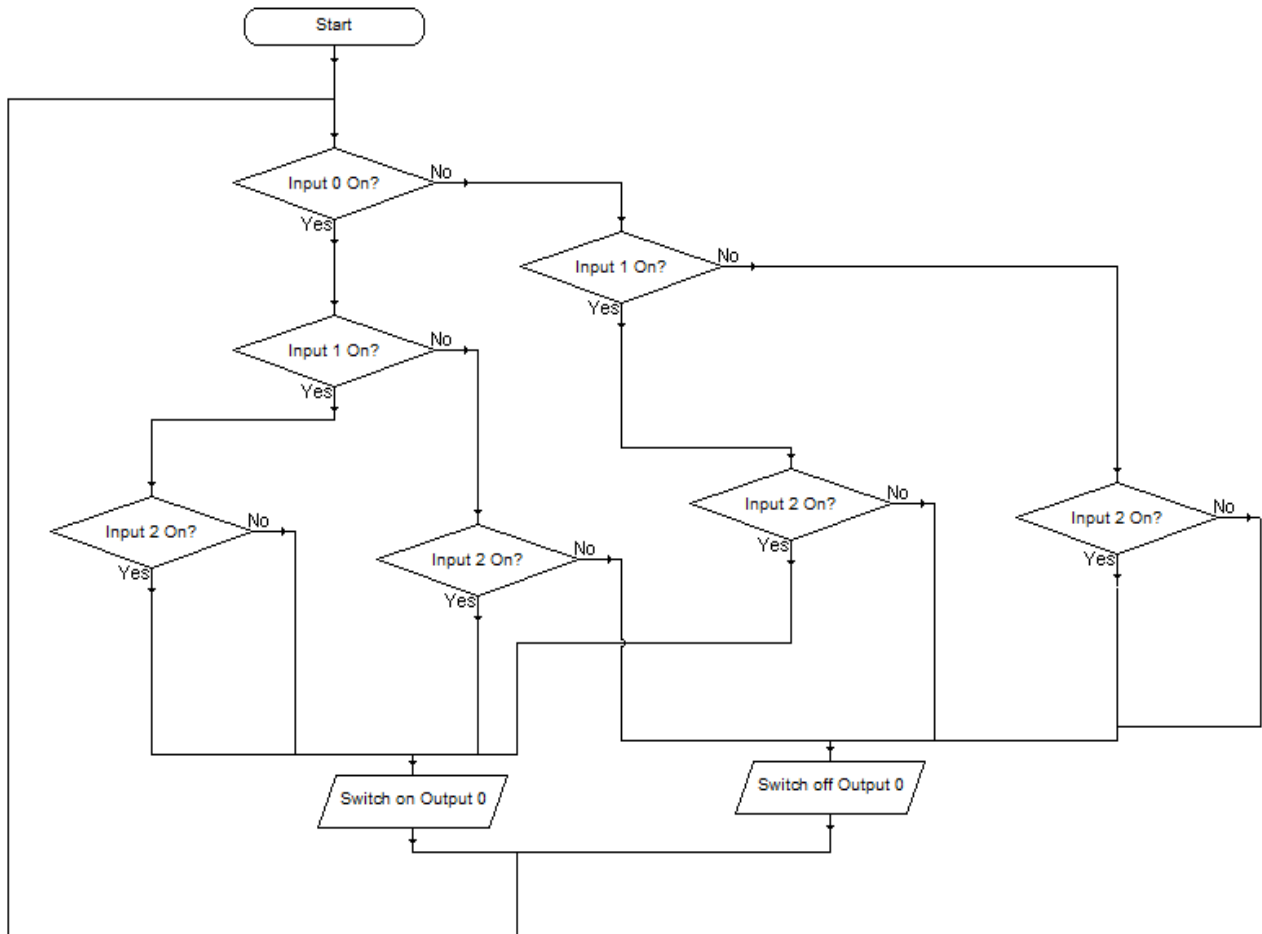 Start
Input 0 On?
No
Yes
Input 1 On?
No
Yes
Input 1 On?
No
Yes
Input 2 On?
No
Yes
Input 2 On?
No
Yes
Input 2 On?
No
Yes
Input 2 On?
No
Yes
Switch on Output 0
Switch off Output 0